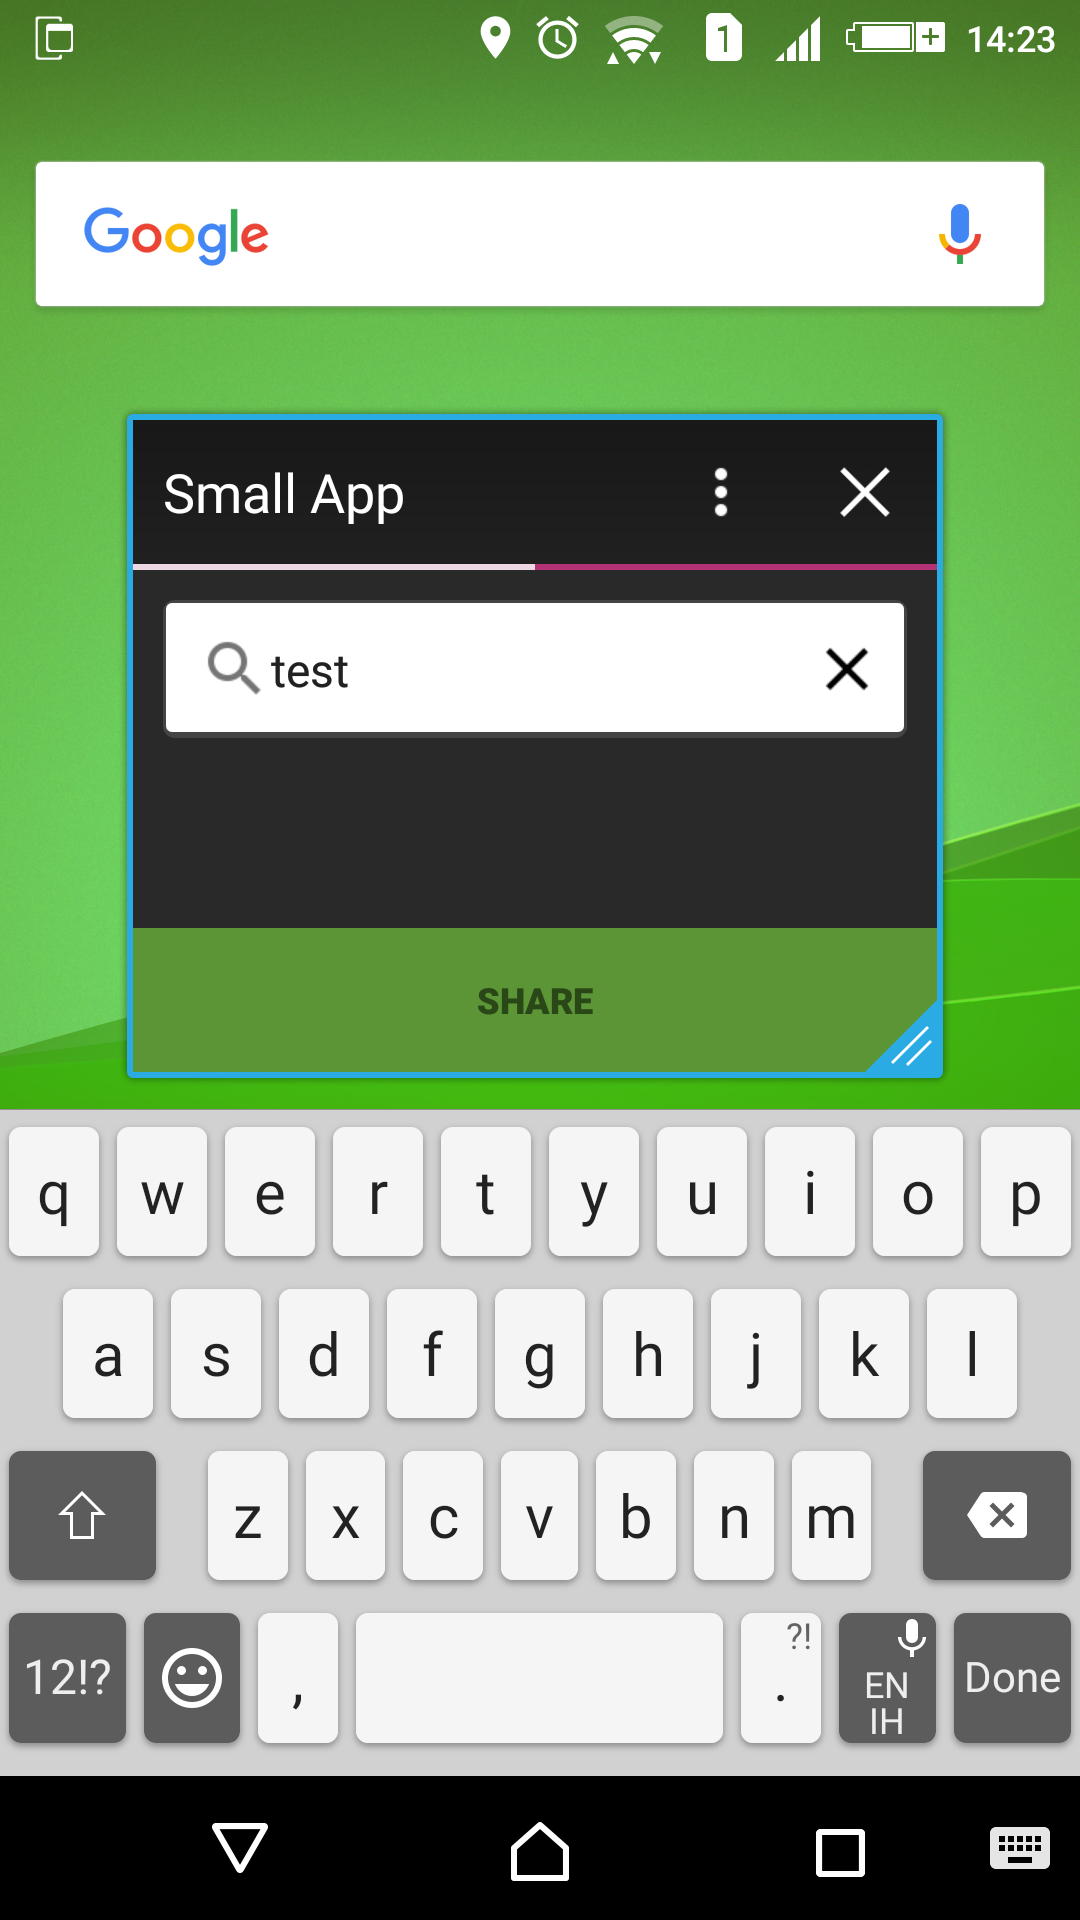 1 14:23
Google
Small App
test
SHARE
q w e r t y u i o p
a s d f g h j k l
z x c v b n m
12!? , . ?! EN IH Done